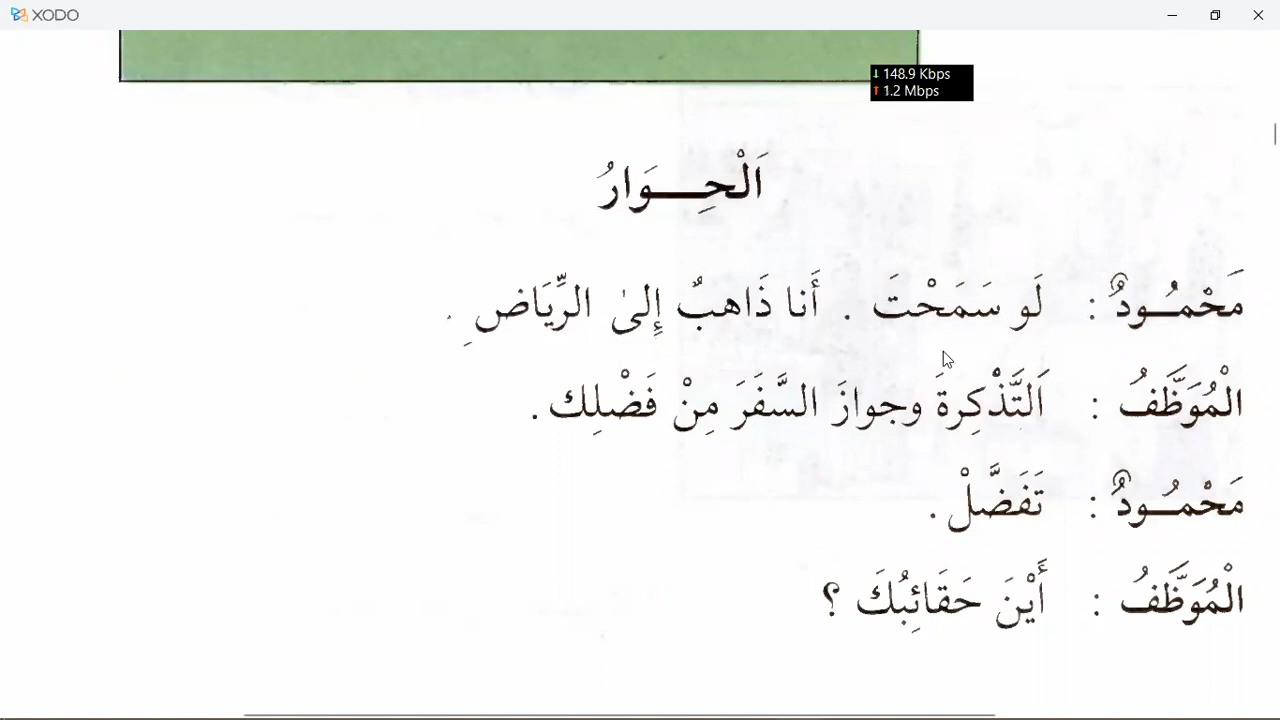 XODO
↓ 148.9 Kbps
↑ 1.2 Mbps
اَلْحِـــوَارُ
مَحْمُـــودٌ : لَو سَمَحْتَ . أَنا ذَاهبٌ إِلىٰ الرِّيَاضِ .
الْمُوَظَّفُ : اَلتَّذْكِرةَ وجوازَ السَّفَرَ مِنْ فَضْلِك .
مَحْمُـــودٌ : تَفَضَّلْ .
الْمُوَظَّفُ : أَيْنَ حَقَائِبُكَ ؟